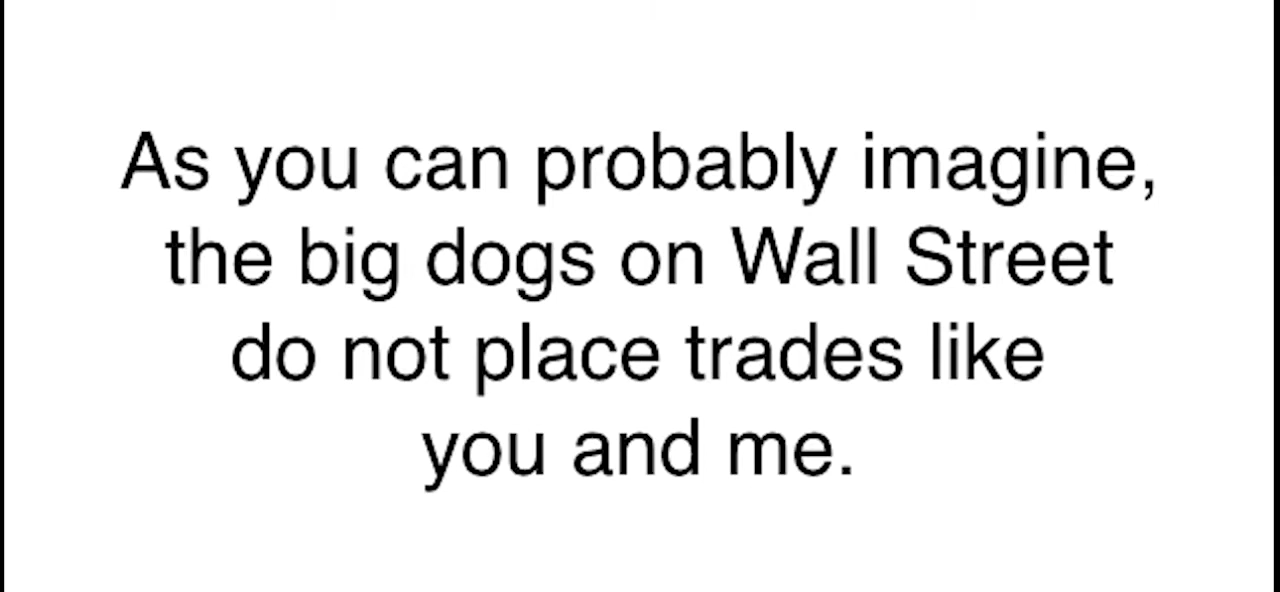 As you can probably imagine,
the big dogs on Wall Street
do not place trades like
you and me.